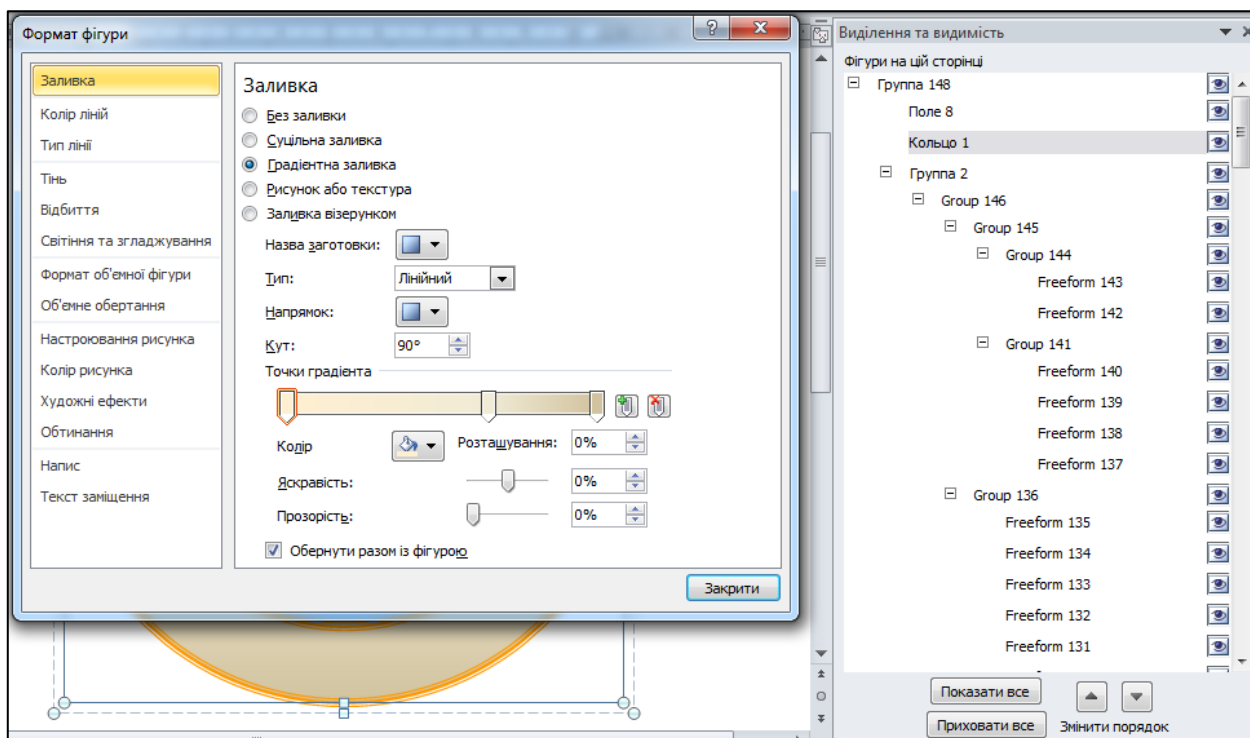 Формат фігури
Заливка
Колір ліній
Тип лінії
Тінь
Відбиття
Світіння та згладжування
Формат об'ємної фігури
Об'ємне обертання
Настроювання рисунка
Колір рисунка
Художні ефекти
Обтинання
Напис
Текст заміщення
Заливка
Без заливки
Суцільна заливка
Градієнтна заливка
Рисунок або текстура
Заливка візерунком
Назва заготовки:
Тип: Лінійний
Напрямок:
Кут: 90°
Точки градієнта
Колір Розташування: 0%
Яскравість: 0%
Прозорість: 0%
Обернути разом із фігурою
Закрити
Виділення та видимість
Фігури на цій сторінці
Группа 148
Поле 8
Кольцо 1
Группа 2
Group 146
Group 145
Group 144
Freeform 143
Freeform 142
Group 141
Freeform 140
Freeform 139
Freeform 138
Freeform 137
Group 136
Freeform 135
Freeform 134
Freeform 133
Freeform 132
Freeform 131
Показати все
Приховати все Змінити порядок